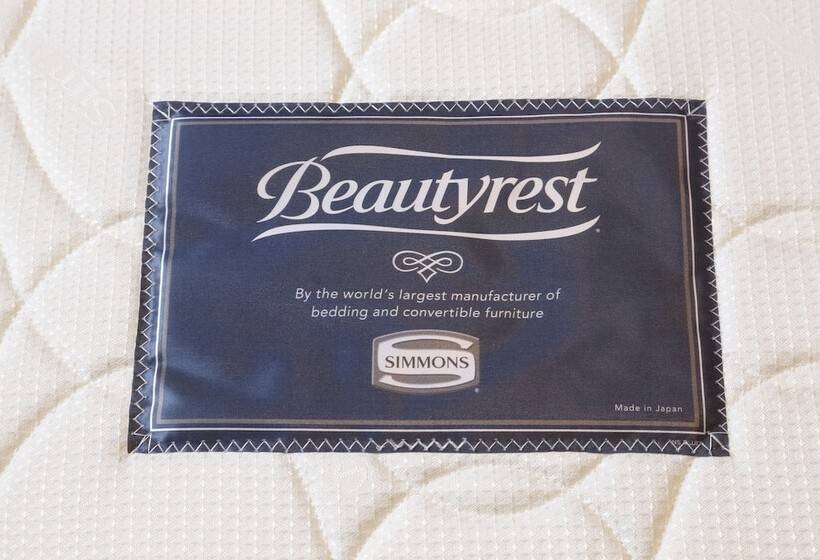 Beautyrest
By the world's largest manufacturer of
bedding and convertible furniture
SIMMONS
Made in Japan